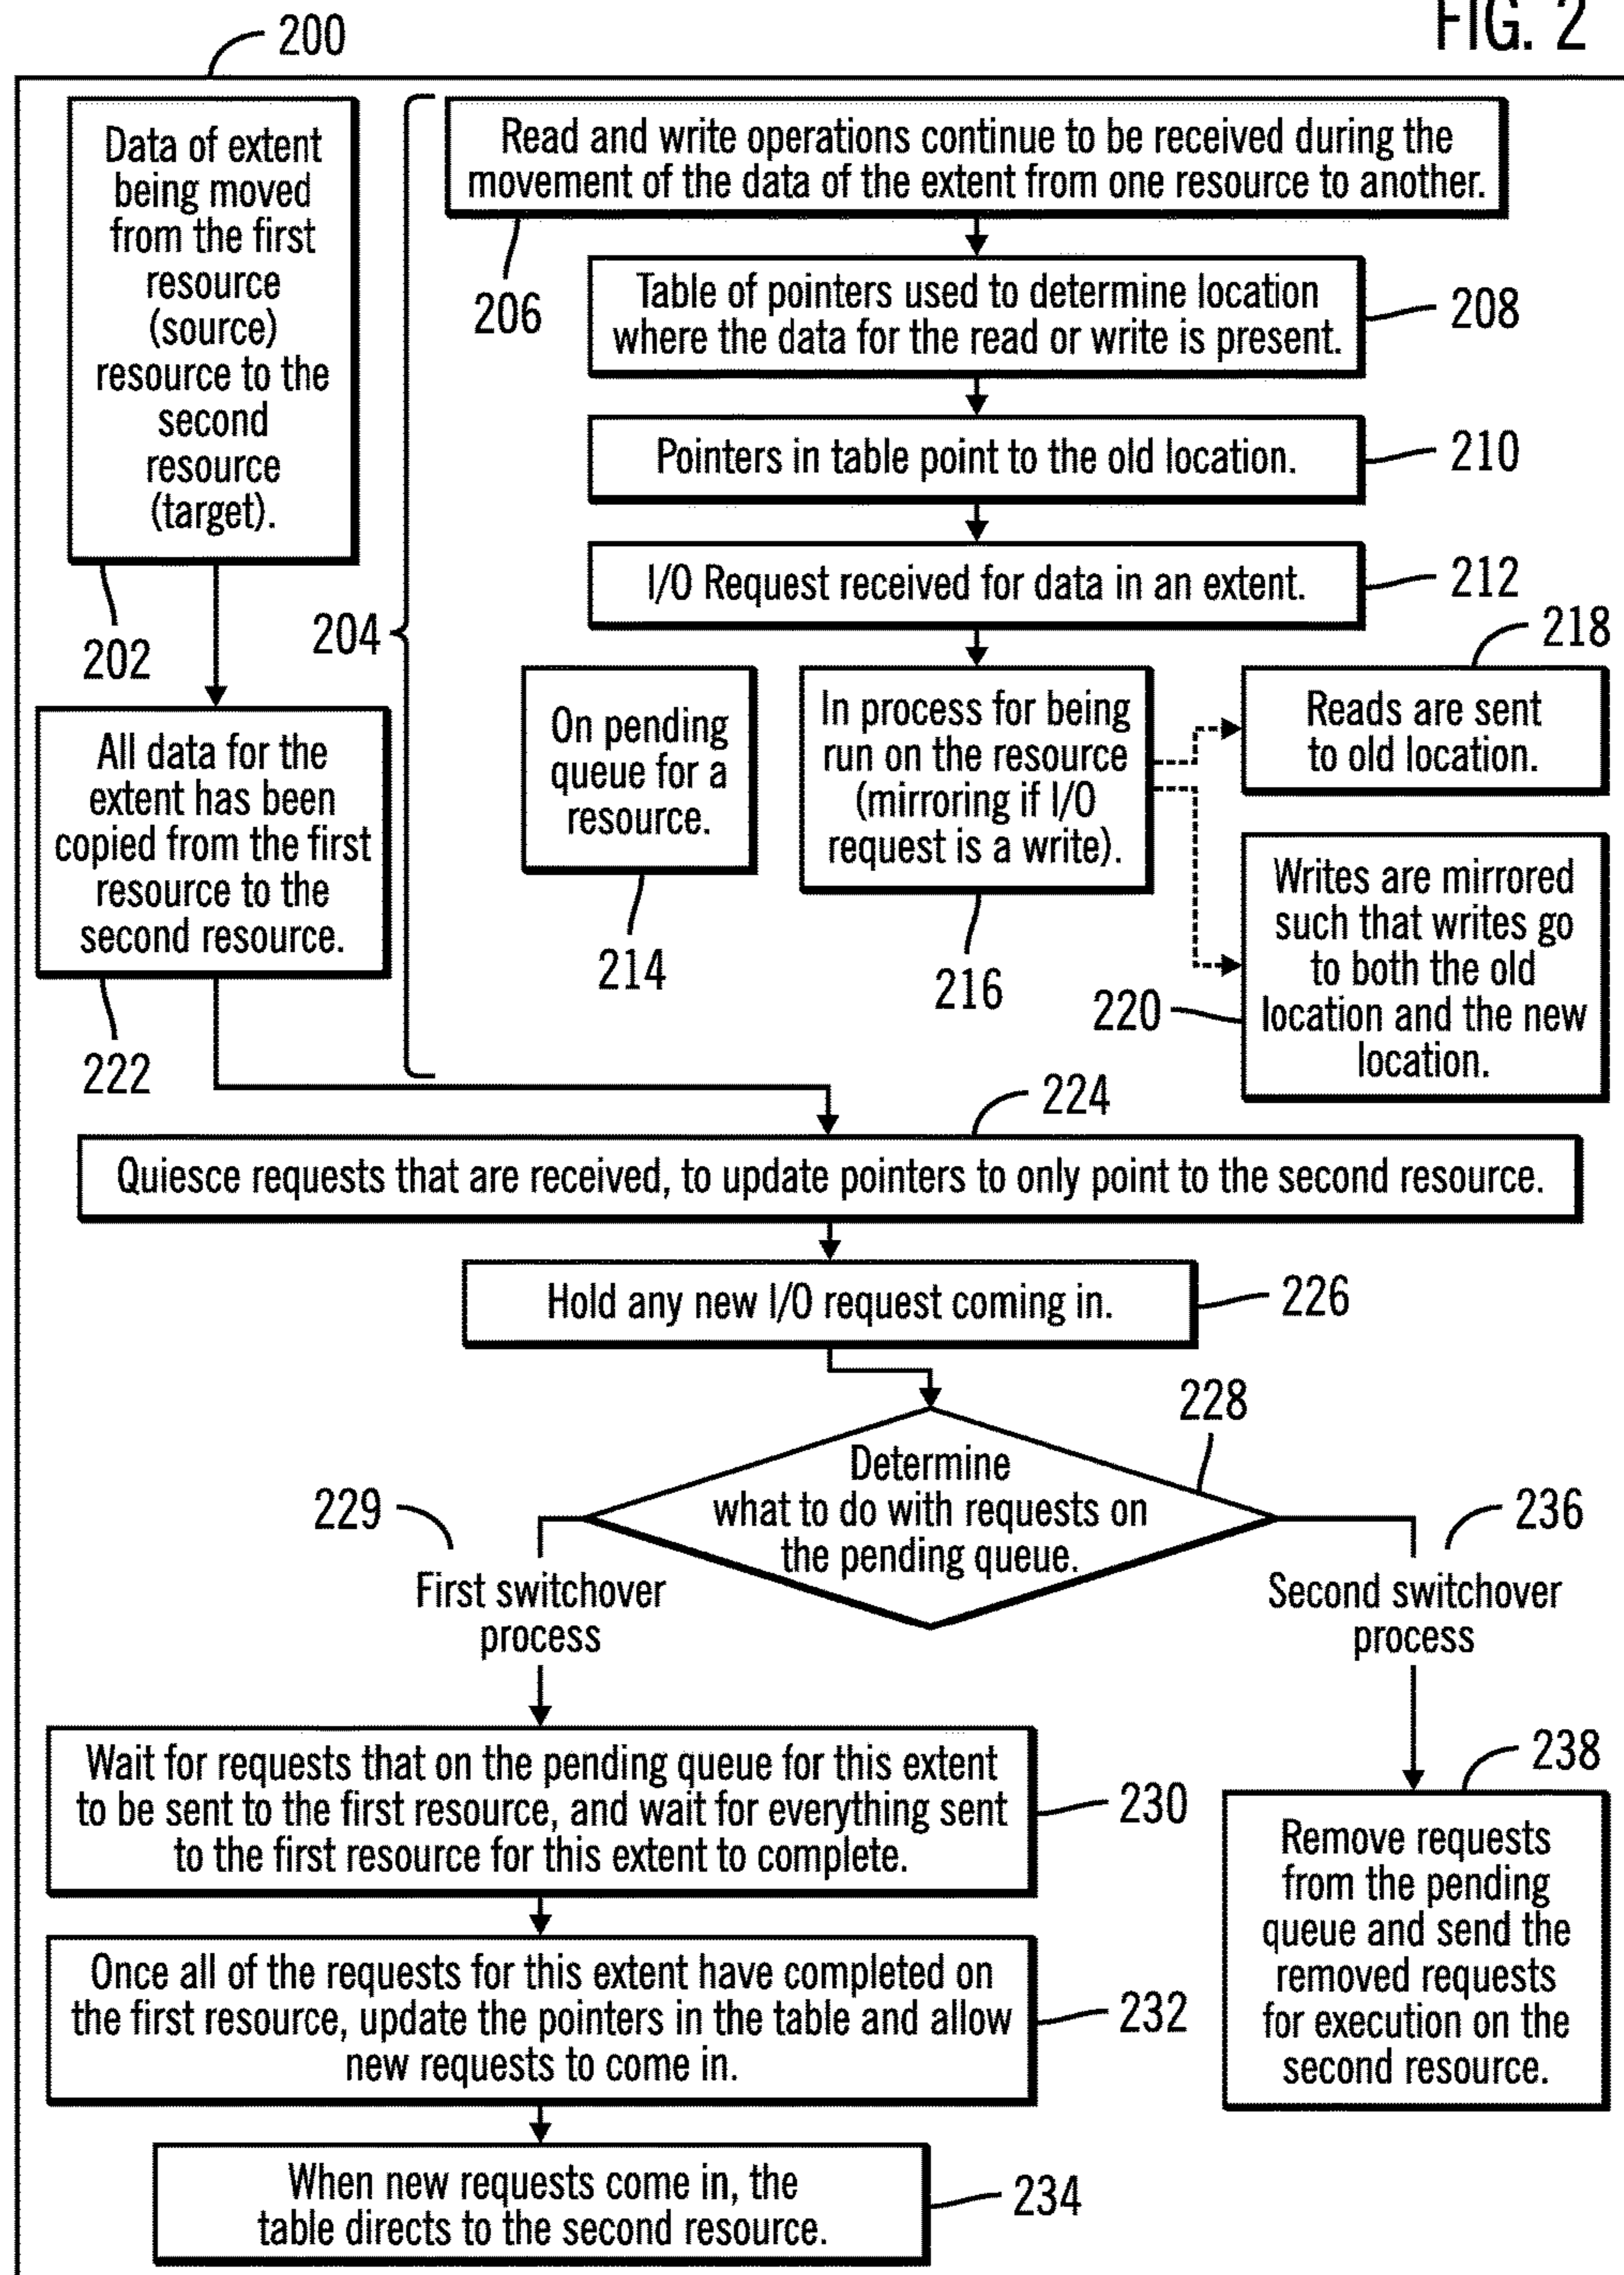 FIG. 2
200
Data of extent
being moved
from the first
resource
(source)
resource to the
second
resource
(target).
202
All data for the
extent has been
copied from the first
resource to the
second resource.
222
204
Read and write operations continue to be received during the
movement of the data of the extent from one resource to another.
206
Table of pointers used to determine location
where the data for the read or write is present.
208
Pointers in table point to the old location.
210
I/O Request received for data in an extent.
212
On pending
queue for a
resource.
214
In process for being
run on the resource
(mirroring if I/O
request is a write).
216
218
Reads are sent
to old location.
Writes are mirrored
such that writes go
to both the old
location and the new
location.
220
224
Quiesce requests that are received, to update pointers to only point to the second resource.
Hold any new I/O request coming in.
226
228
Determine
what to do with requests on
the pending queue.
229
First switchover
process
236
Second switchover
process
Wait for requests that on the pending queue for this extent
to be sent to the first resource, and wait for everything sent
to the first resource for this extent to complete.
230
Once all of the requests for this extent have completed on
the first resource, update the pointers in the table and allow
new requests to come in.
232
When new requests come in, the
table directs to the second resource.
234
238
Remove requests
from the pending
queue and send the
removed requests
for execution on the
second resource.